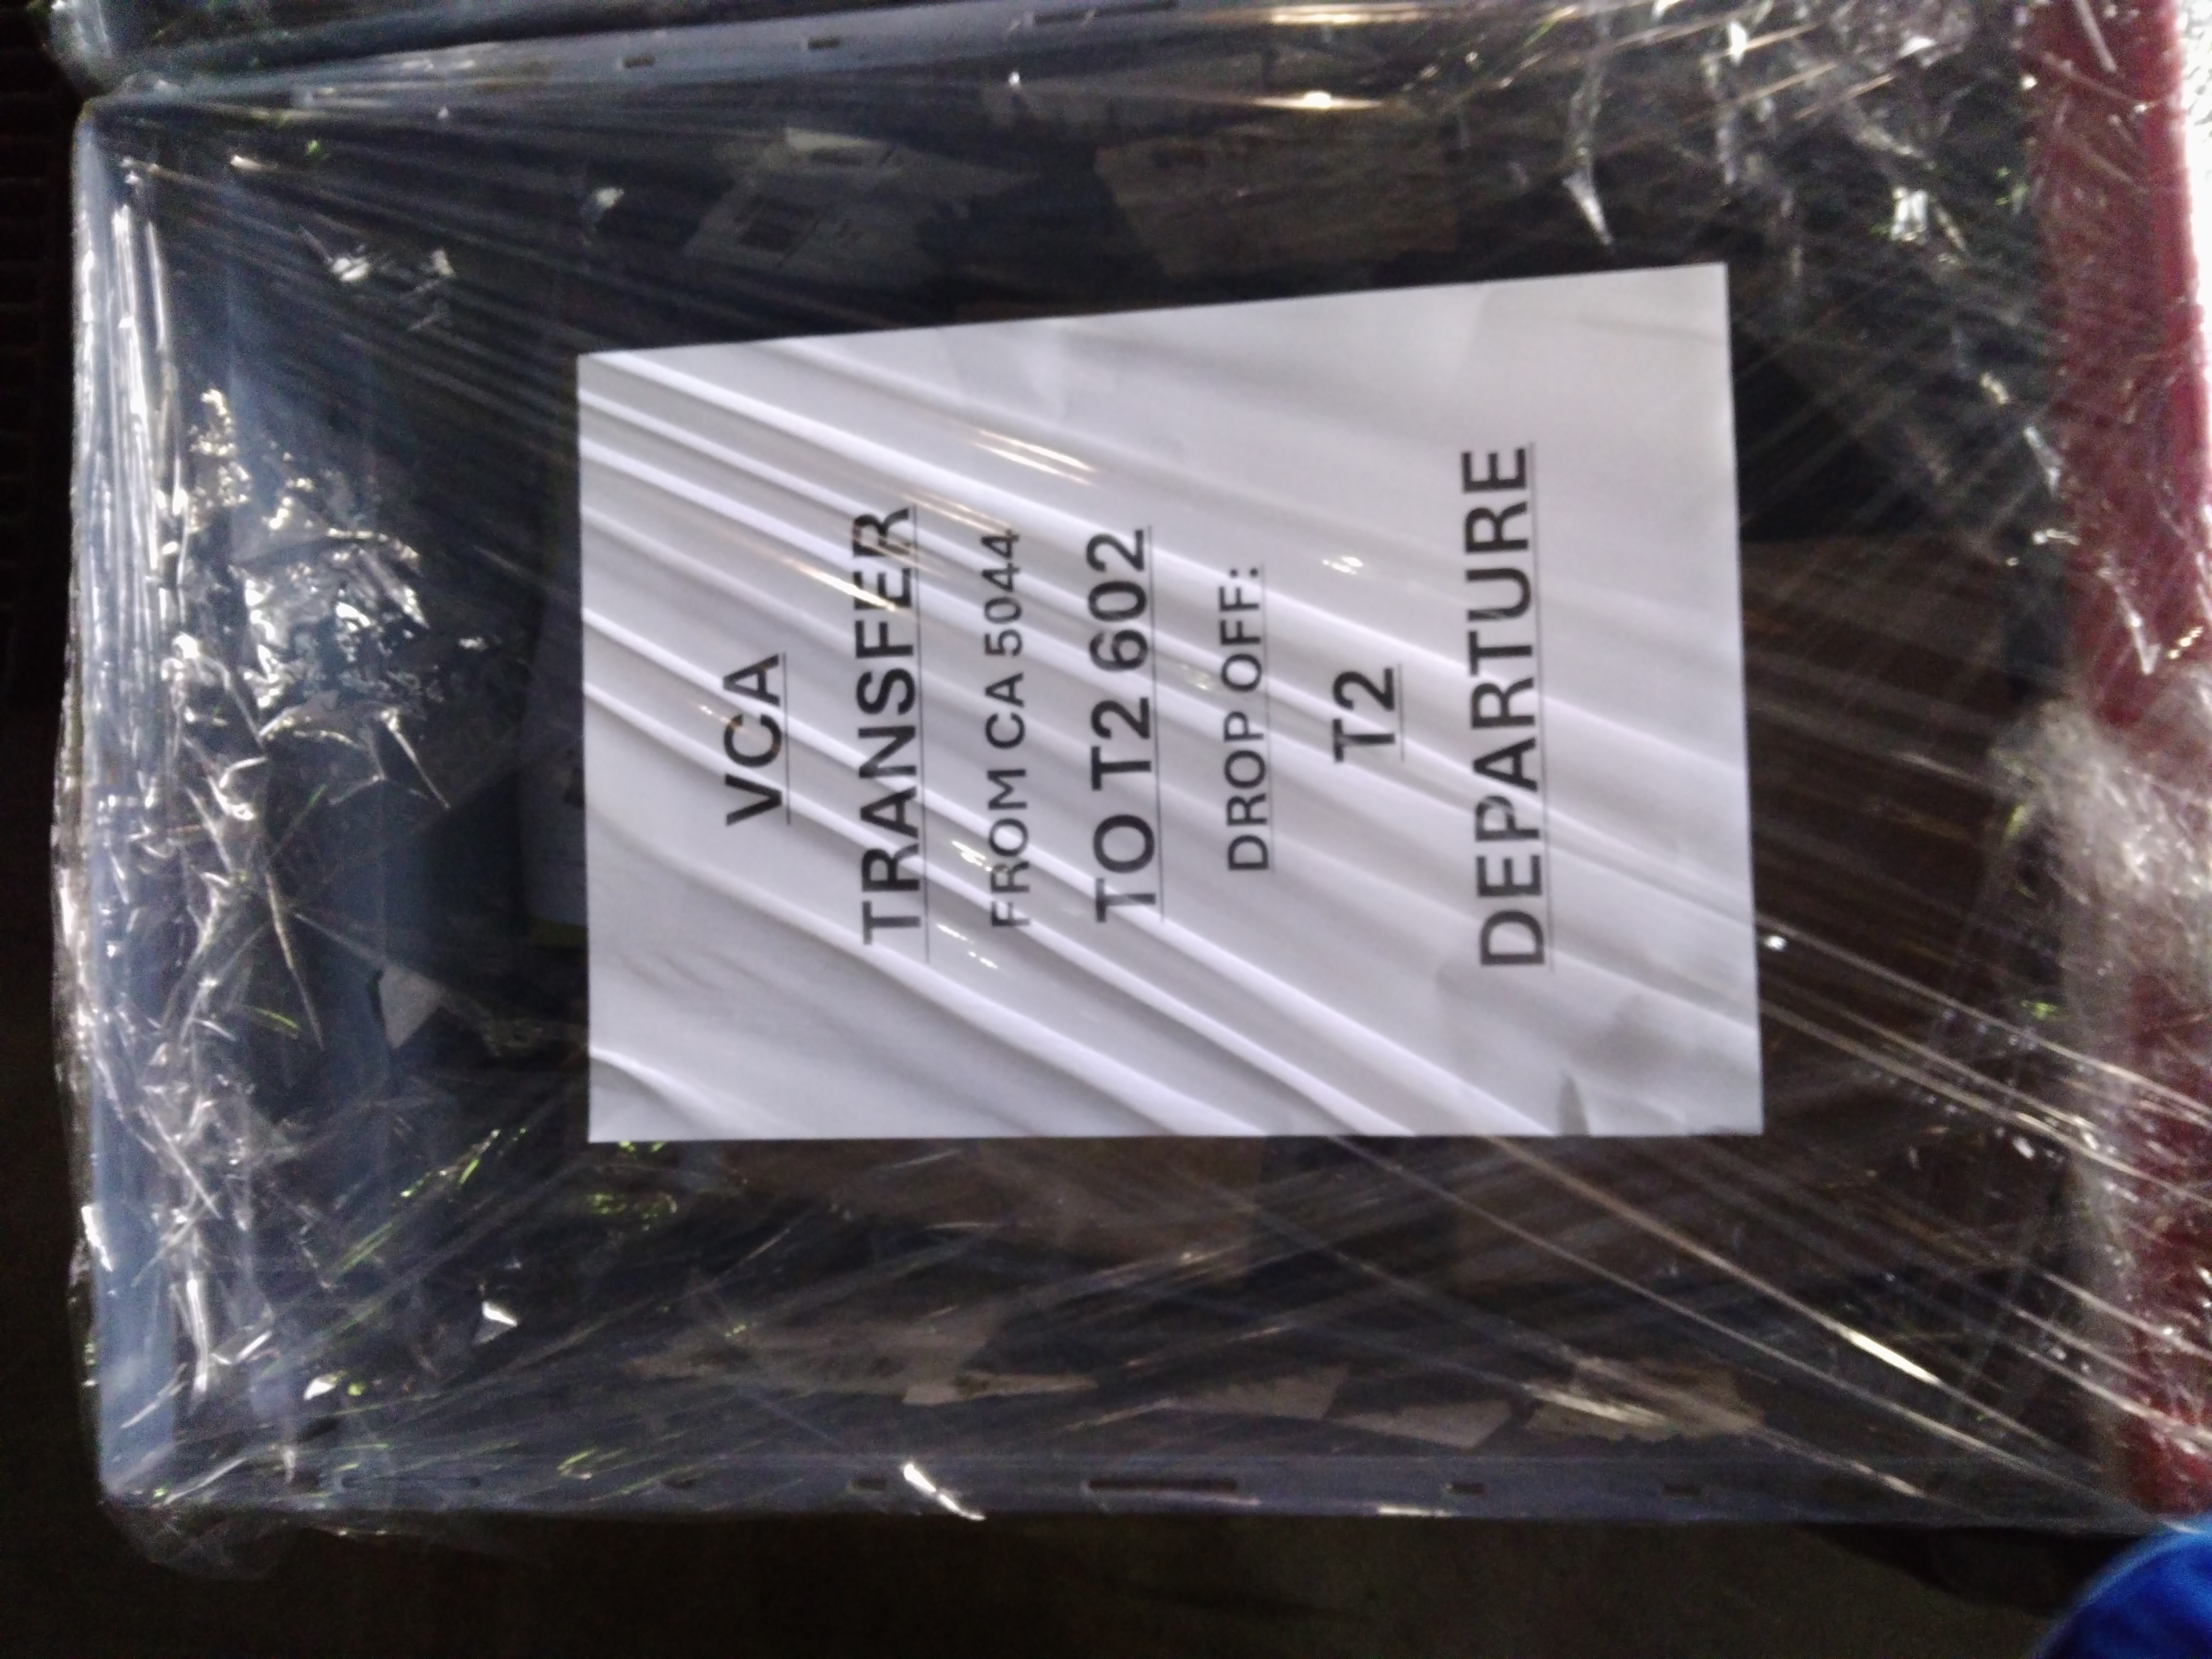 VCA
TRANSFER
FROM CA 5044
TO T2 602
DROP OFF:
T2
DEPARTURE